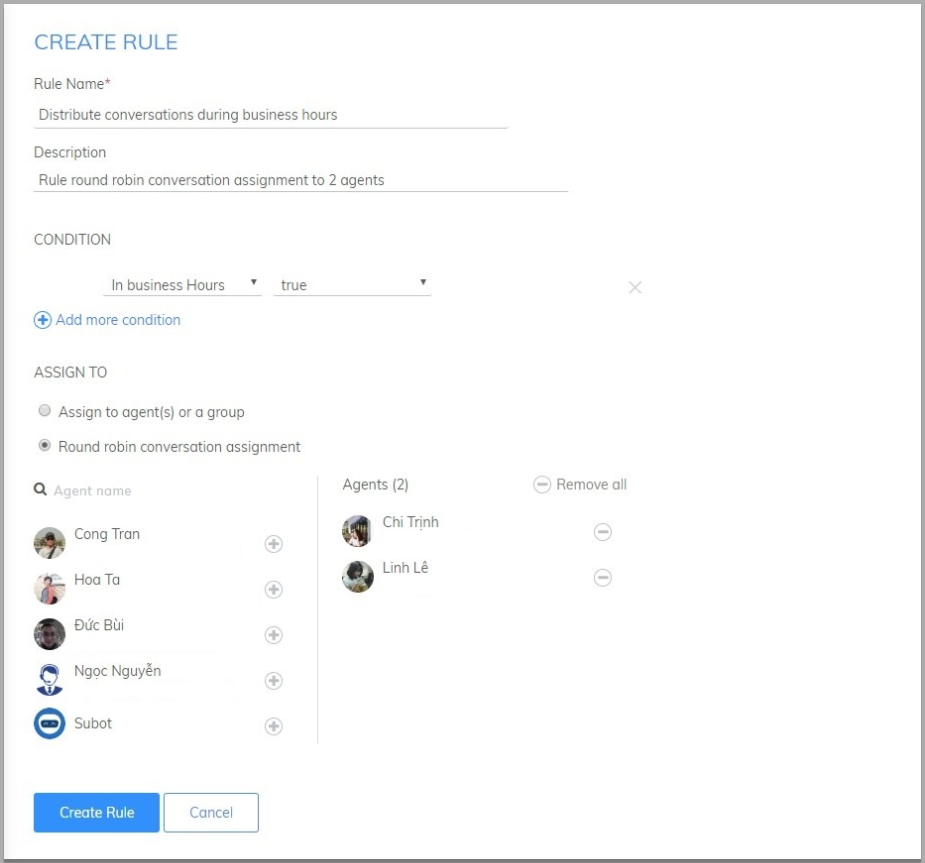 CREATE RULE
Rule Name*
Distribute conversations during business hours
Description
Rule round robin conversation assignment to 2 agents
CONDITION
In business Hours true
Add more condition
ASSIGN TO
Assign to agent(s) or a group
Round robin conversation assignment
Agent name
Cong Tran
Hoa Ta
Đức Bùi
Ngọc Nguyễn
Subot
Agents (2) Remove all
Chi Trịnh
Linh Lê
Create Rule Cancel